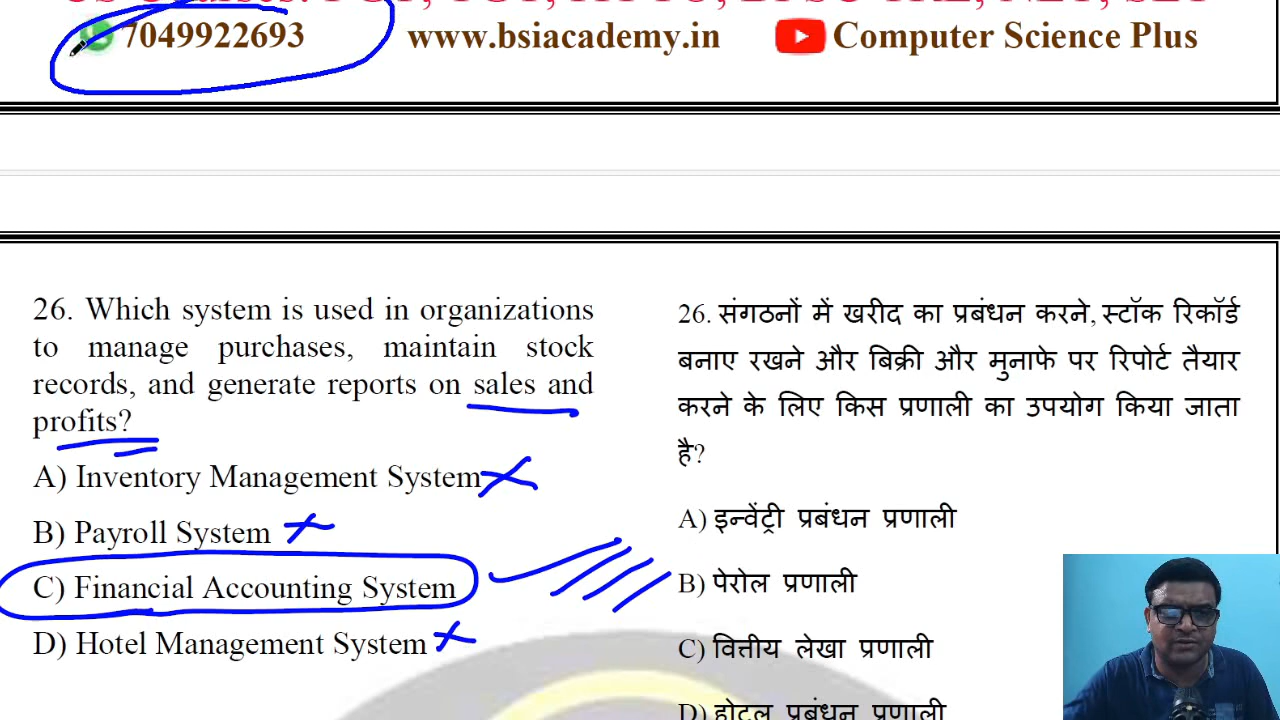 7049922693 www.bsiacademy.in Computer Science Plus
26. Which system is used in organizations
to manage purchases, maintain stock
records, and generate reports on sales and
profits?
A) Inventory Management System
B) Payroll System
C) Financial Accounting System
D) Hotel Management System
26. संगठनों में खरीद का प्रबंधन करने, स्टॉक रिकॉर्ड
बनाए रखने और बिक्री और मुनाफे पर रिपोर्ट तैयार
करने के लिए किस प्रणाली का उपयोग किया जाता
है?
A) इन्वेंट्री प्रबंधन प्रणाली
B) पेरोल प्रणाली
C) वित्तीय लेखा प्रणाली
D) होटल प्रबंधन प्रणाली